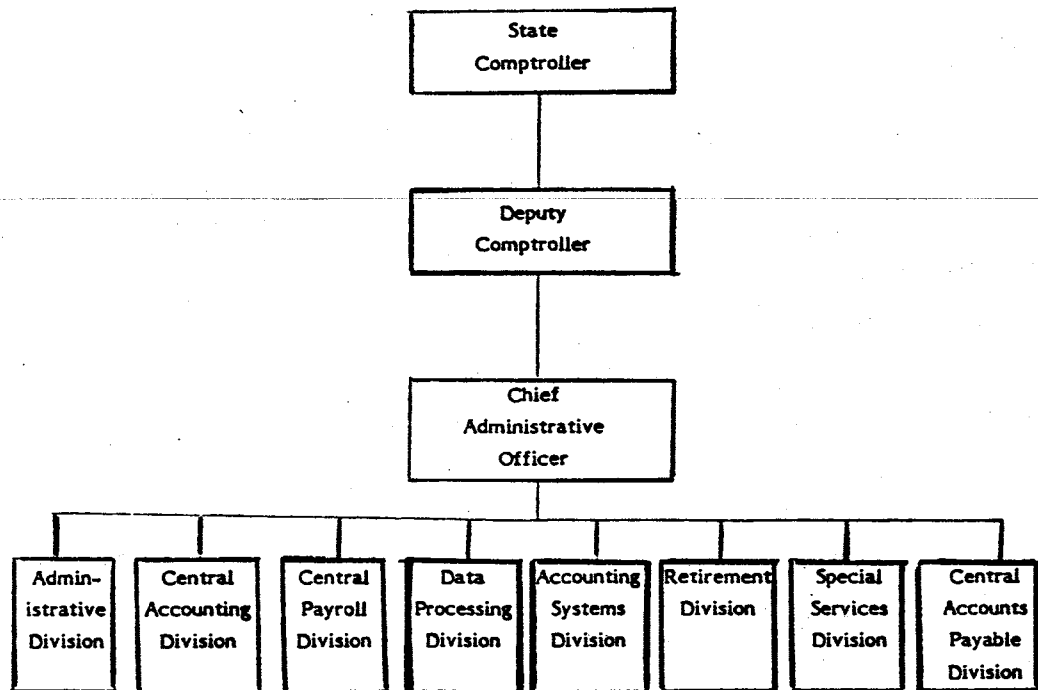 State
Comptroller
Deputy
Comptroller
Chief
Administrative
Officer
Admin-
istrative
Division
Central
Accounting
Division
Central
Payroll
Division
Data
Processing
Division
Accounting
Systems
Division
Retirement
Division
Special
Services
Division
Central
Accounts
Payable
Division